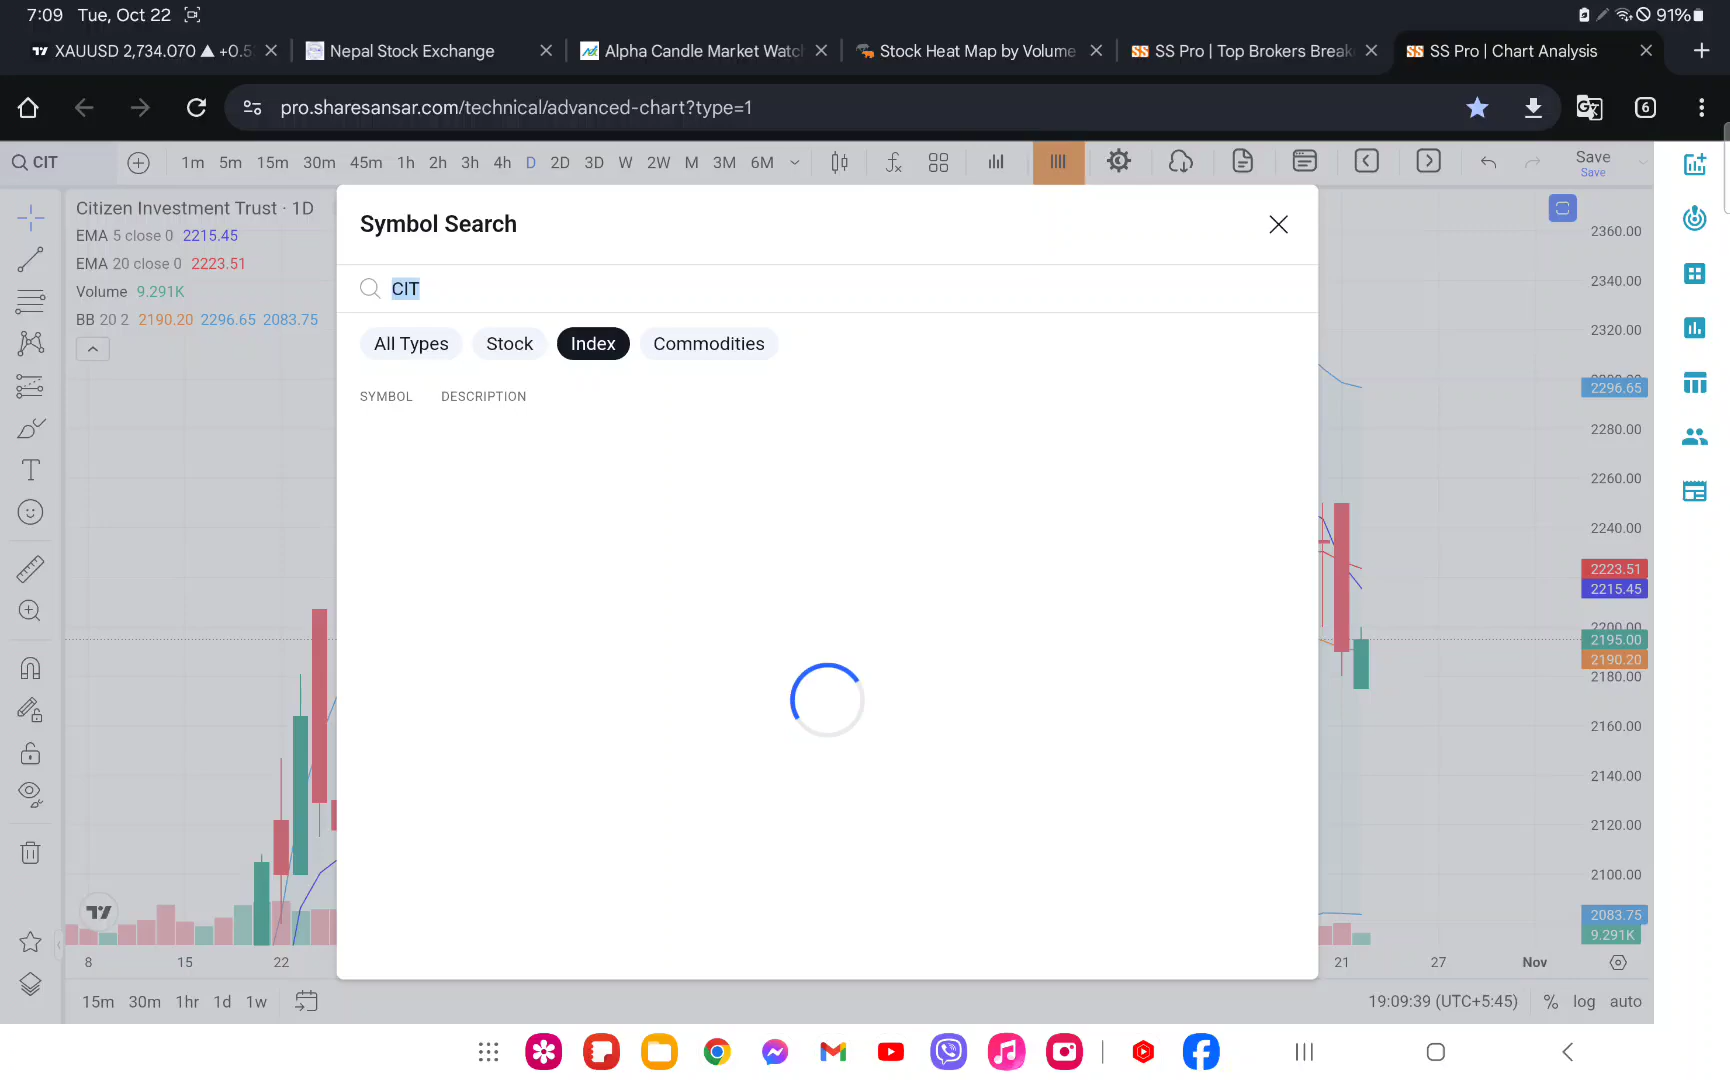 7:09 Tue, Oct 22 91%
XAUUSD 2,734.070 ▲ +0.5 Nepal Stock Exchange Alpha Candle Market Watch Stock Heat Map by Volume SS SS Pro | Top Brokers Break SS SS Pro | Chart Analysis
pro.sharesansar.com/technical/advanced-chart?type=1 6
CIT 1m 5m 15m 30m 45m 1h 2h 3h 4h D 2D 3D W 2W M 3M 6M Save
Save
Citizen Investment Trust · 1D
EMA 5 close 0 2215.45
EMA 20 close 0 2223.51
Volume 9.291K
BB 20 2 2190.20 2296.65 2083.75
Symbol Search
CIT
All Types Stock Index Commodities
SYMBOL DESCRIPTION
2360.00
2340.00
2320.00
2296.65
2280.00
2260.00
2240.00
2223.51
2215.45
2200.00
2195.00
2190.20
2180.00
2160.00
2140.00
2120.00
2100.00
2083.75
9.291K
8 15 22 21 27 Nov
15m 30m 1hr 1d 1w 19:09:39 (UTC+5:45) % log auto